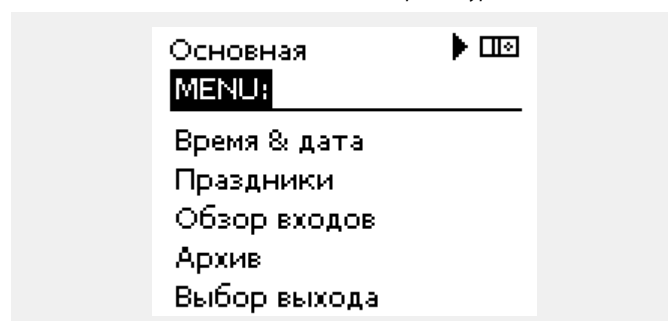 Основная
MENU:
Время & дата
Праздники
Обзор входов
Архив
Выбор выхода